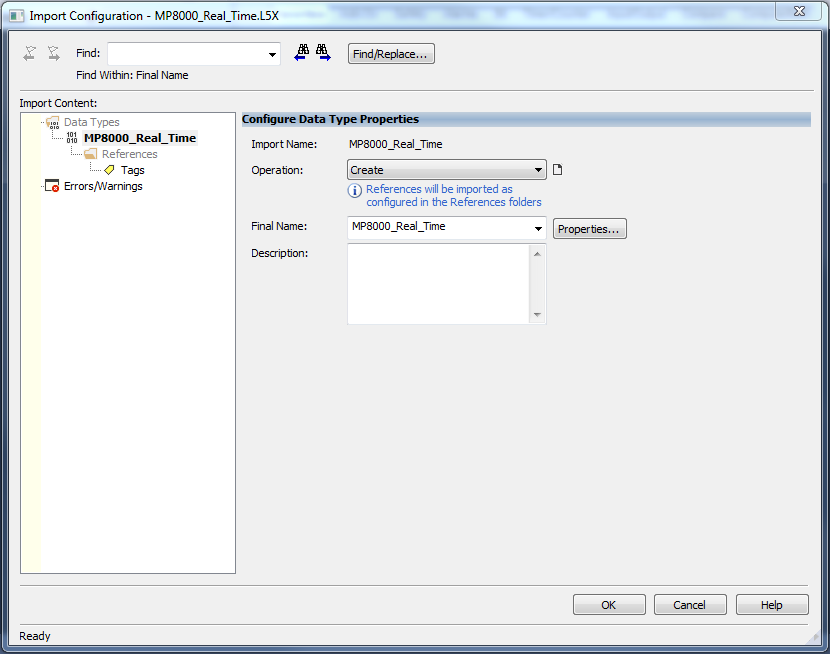 Import Configuration - MP8000_Real_Time.L5X
Find:
Find/Replace...
Find Within: Final Name
Import Content:
Data Types
MP8000_Real_Time
References
Tags
Errors/Warnings
Configure Data Type Properties
Import Name: MP8000_Real_Time
Operation: Create
References will be imported as
configured in the References folders
Final Name: MP8000_Real_Time Properties...
Description:
OK Cancel Help
Ready